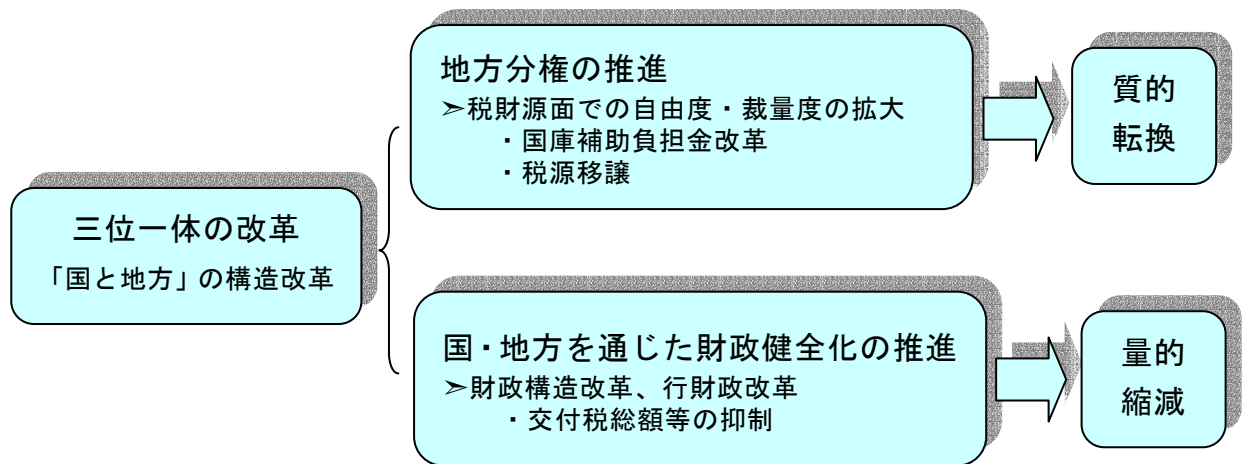 三位一体の改革
「国と地方」の構造改革
地方分権の推進
➢税財源面での自由度・裁量度の拡大
・国庫補助負担金改革
・税源移譲
質的
転換
国・地方を通じた財政健全化の推進
➢財政構造改革、行財政改革
・交付税総額等の抑制
量的
縮減